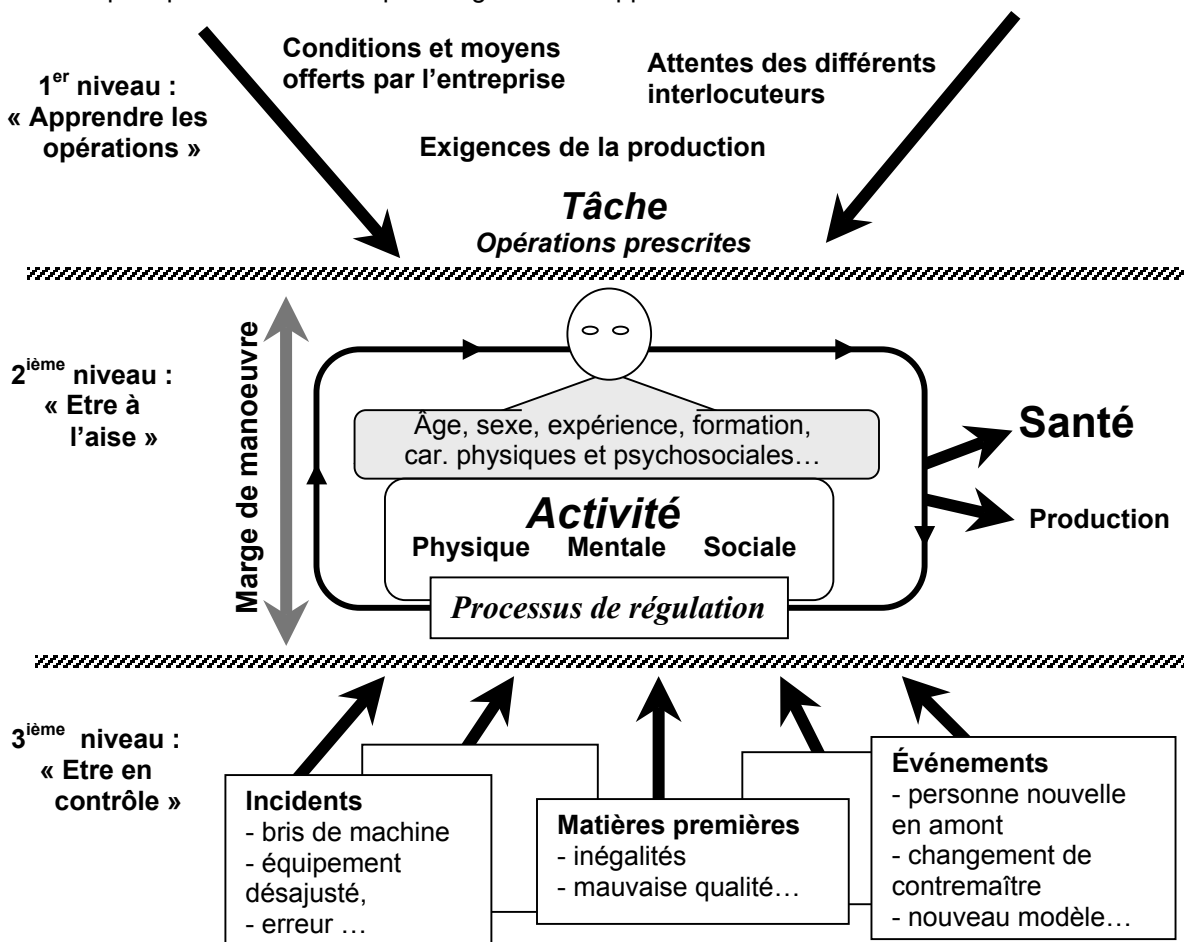 Conditions et moyens
offerts par l’entreprise
Attentes des différents
interlocuteurs
1er niveau :
« Apprendre les
opérations »
Exigences de la production
Tâche
Opérations prescrites
Marge de manoeuvre
2ième niveau :
« Etre à
l’aise »
Âge, sexe, expérience, formation,
car. physiques et psychosociales…
Activité
Physique Mentale Sociale
Processus de régulation
Santé
Production
3ième niveau :
« Etre en
contrôle »
Incidents
- bris de machine
- équipement
désajusté,
- erreur …
Matières premières
- inégalités
- mauvaise qualité…
Événements
- personne nouvelle
en amont
- changement de
contremaître
- nouveau modèle…